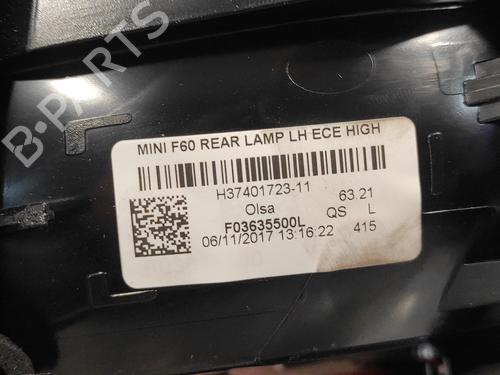 MINI F60 REAR LAMP LH ECE HIGH
H37401723-11 63.21
Olsa QS L
F03635500L
06/11/2017 13:16:22 415
B-PARTS